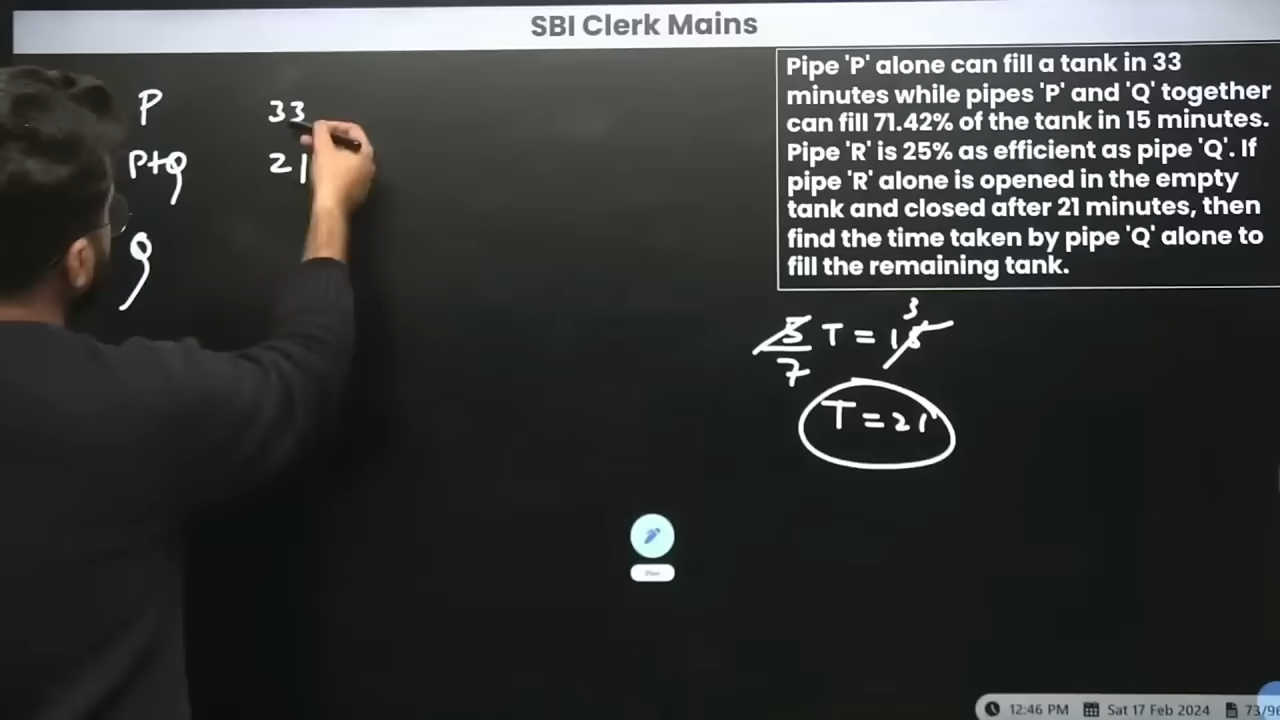 SBI Clerk Mains
Pipe 'P' alone can fill a tank in 33
minutes while pipes 'P' and 'Q' together
can fill 71.42% of the tank in 15 minutes.
Pipe 'R' is 25% as efficient as pipe 'Q'. If
pipe 'R' alone is opened in the empty
tank and closed after 21 minutes, then
find the time taken by pipe 'Q' alone to
fill the remaining tank.
P 33
P+Q 21
Q
3
5/7 T = 15
T = 21
12:46 PM Sat 17 Feb 2024 73/96